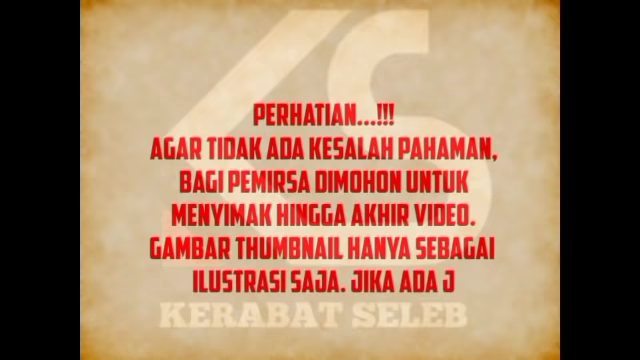 PERHATIAN...!!!
AGAR TIDAK ADA KESALAH PAHAMAN,
BAGI PEMIRSA DIMOHON UNTUK
MENYIMAK HINGGA AKHIR VIDEO.
GAMBAR THUMBNAIL HANYA SEBAGAI
ILUSTRASI SAJA. JIKA ADA J
KERABAT SELEB